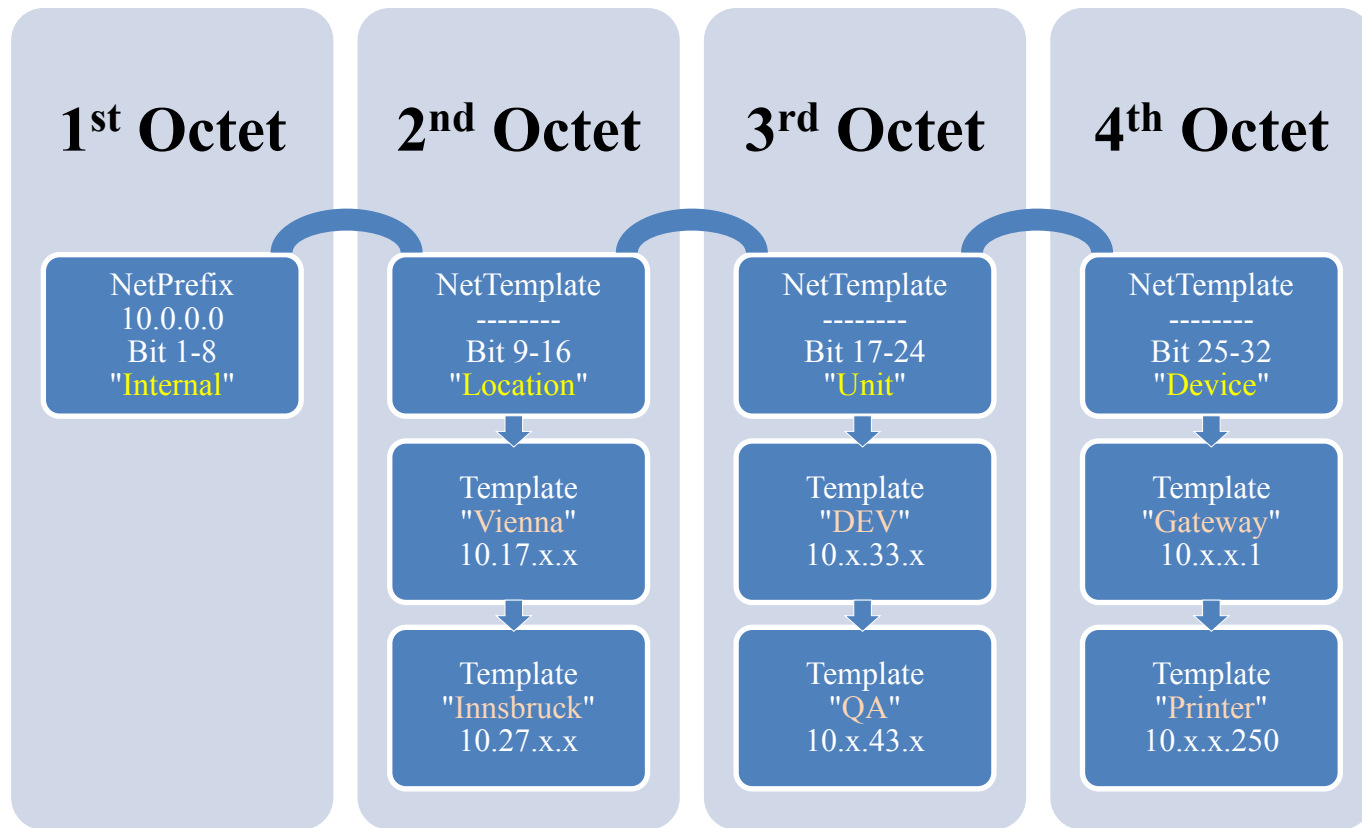 1st Octet
NetPrefix
10.0.0.0
Bit 1-8
"Internal"
2nd Octet
NetTemplate
--------
Bit 9-16
"Location"
Template
"Vienna"
10.17.x.x
Template
"Innsbruck"
10.27.x.x
3rd Octet
NetTemplate
--------
Bit 17-24
"Unit"
Template
"DEV"
10.x.33.x
Template
"QA"
10.x.43.x
4th Octet
NetTemplate
--------
Bit 25-32
"Device"
Template
"Gateway"
10.x.x.1
Template
"Printer"
10.x.x.250